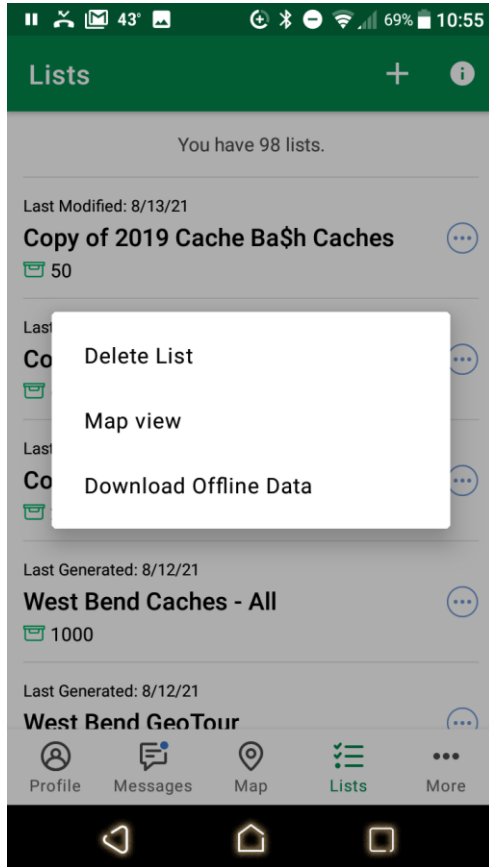 43° 69% 10:55
Lists
You have 98 lists.
Last Modified: 8/13/21
Copy of 2019 Cache Ba$h Caches
50
Last
Co
Delete List
Map view
Last
Co
Download Offline Data
Last Generated: 8/12/21
West Bend Caches - All
1000
Last Generated: 8/12/21
West Bend GeoTour
Profile Messages Map Lists More